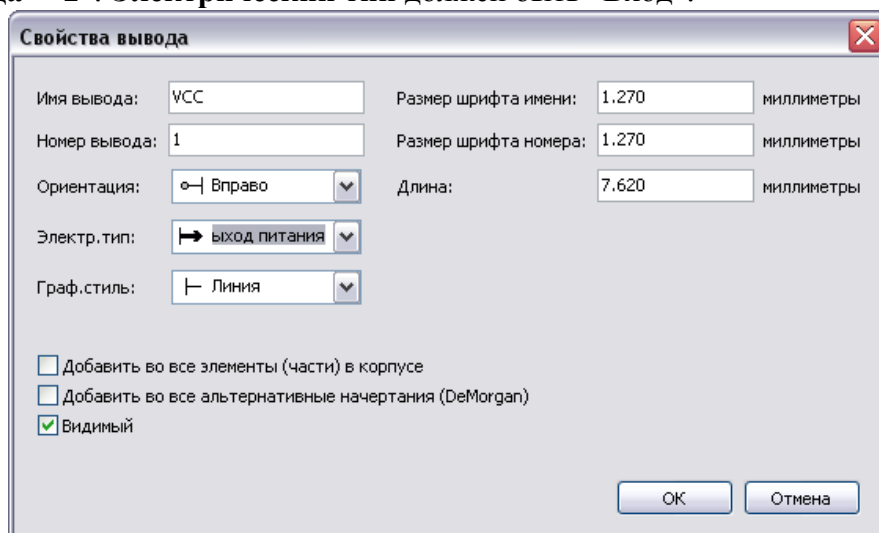 Свойства вывода
Имя вывода: VCC Размер шрифта имени: 1.270 миллиметры
Номер вывода: 1 Размер шрифта номера: 1.270 миллиметры
Ориентация: Вправо Длина: 7.620 миллиметры
Электр.тип: ыход питания
Граф.стиль: Линия
Добавить во все элементы (части) в корпусе
Добавить во все альтернативные начертания (DeMorgan)
Видимый
OK Отмена